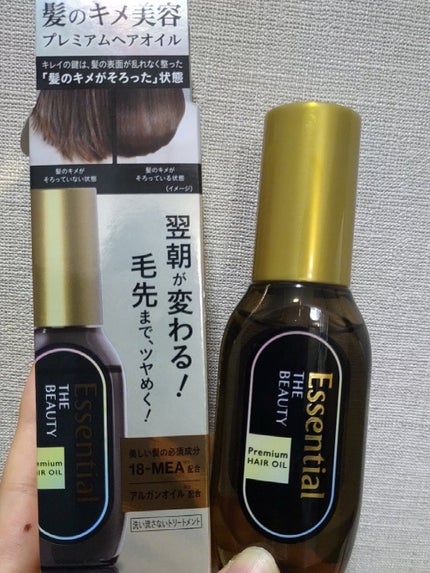 髪のキメ美容
プレミアムヘアオイル
キレイの鍵は、髪の表面が乱れなく整った
「髪のキメがそろった」状態
髪のキメが
そろっていない状態
髪のキメが
そろっている状態
(イメージ)
翌朝が変わる!
毛先まで、ツヤめく!
Essential
THE
BEAUTY
emium
IR OIL
美しい髪の必須成分
18-MEA 配合
アルガンオイル 配合
洗い流さないトリートメント
Essential
THE
BEAUTY
Premium
HAIR OIL